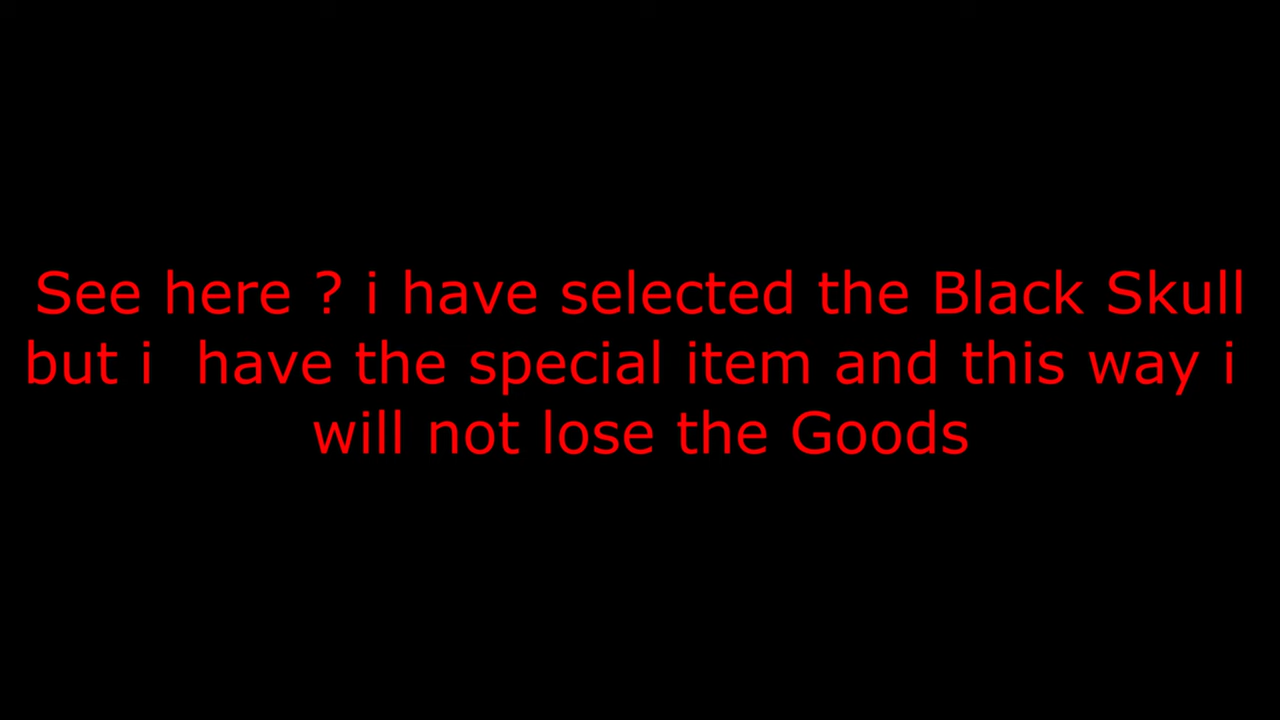 See here ? i have selected the Black Skull
but i  have the special item and this way i
will not lose the Goods